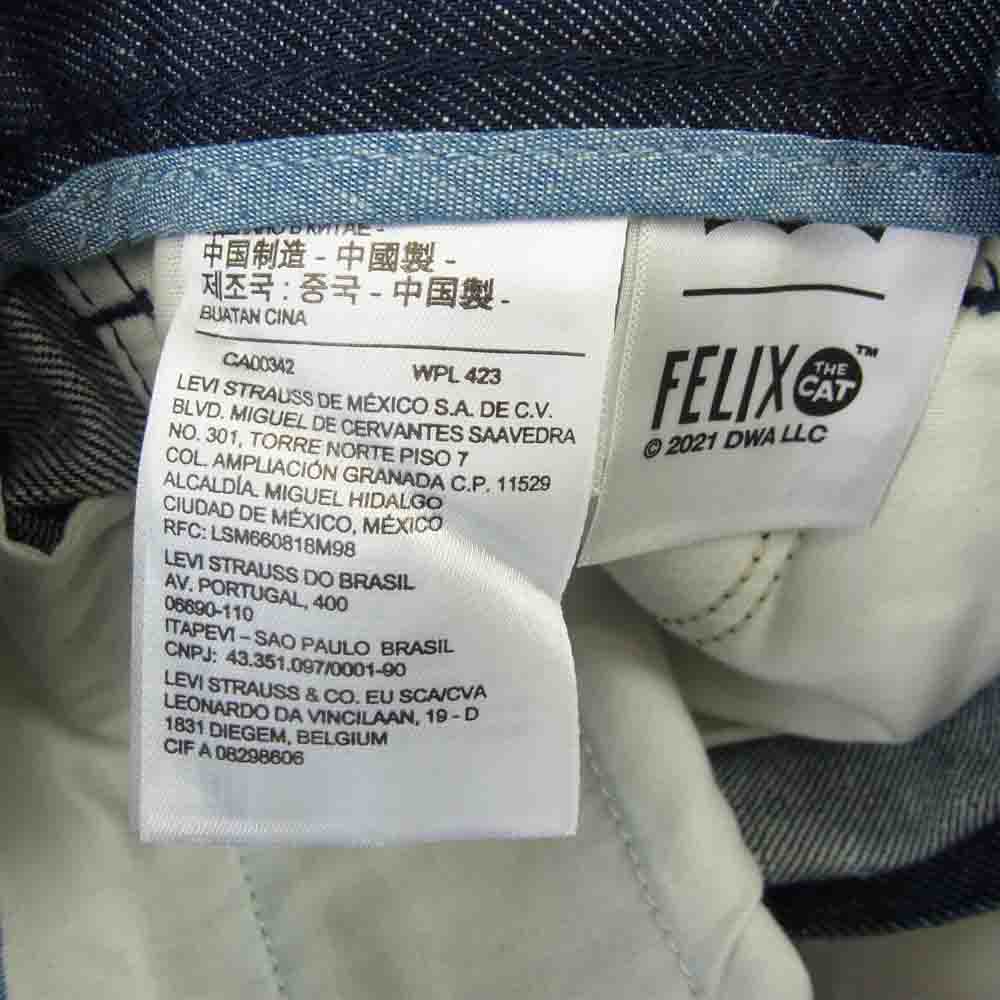 В КИТАЕ -
中国制造 - 中國製 -
제조국 : 중국 - 中国製 -
BUATAN CINA
CA00342 WPL 423
LEVI STRAUSS DE MÉXICO S.A. DE C.V.
BLVD. MIGUEL DE CERVANTES SAAVEDRA
NO. 301, TORRE NORTE PISO 7
COL. AMPLIACIÓN GRANADA C.P. 11529
ALCALDÍA. MIGUEL HIDALGO
CIUDAD DE MÉXICO, MÉXICO
RFC: LSM660818M98
LEVI STRAUSS DO BRASIL
AV. PORTUGAL, 400
06690-110
ITAPEVI – SAO PAULO BRASIL
CNPJ: 43.351.097/0001-90
LEVI STRAUSS & CO. EU SCA/CVA
LEONARDO DA VINCILAAN, 19 - D
1831 DIEGEM, BELGIUM
CIF A 08298606
FELIX THE CAT™
© 2021 DWA LLC